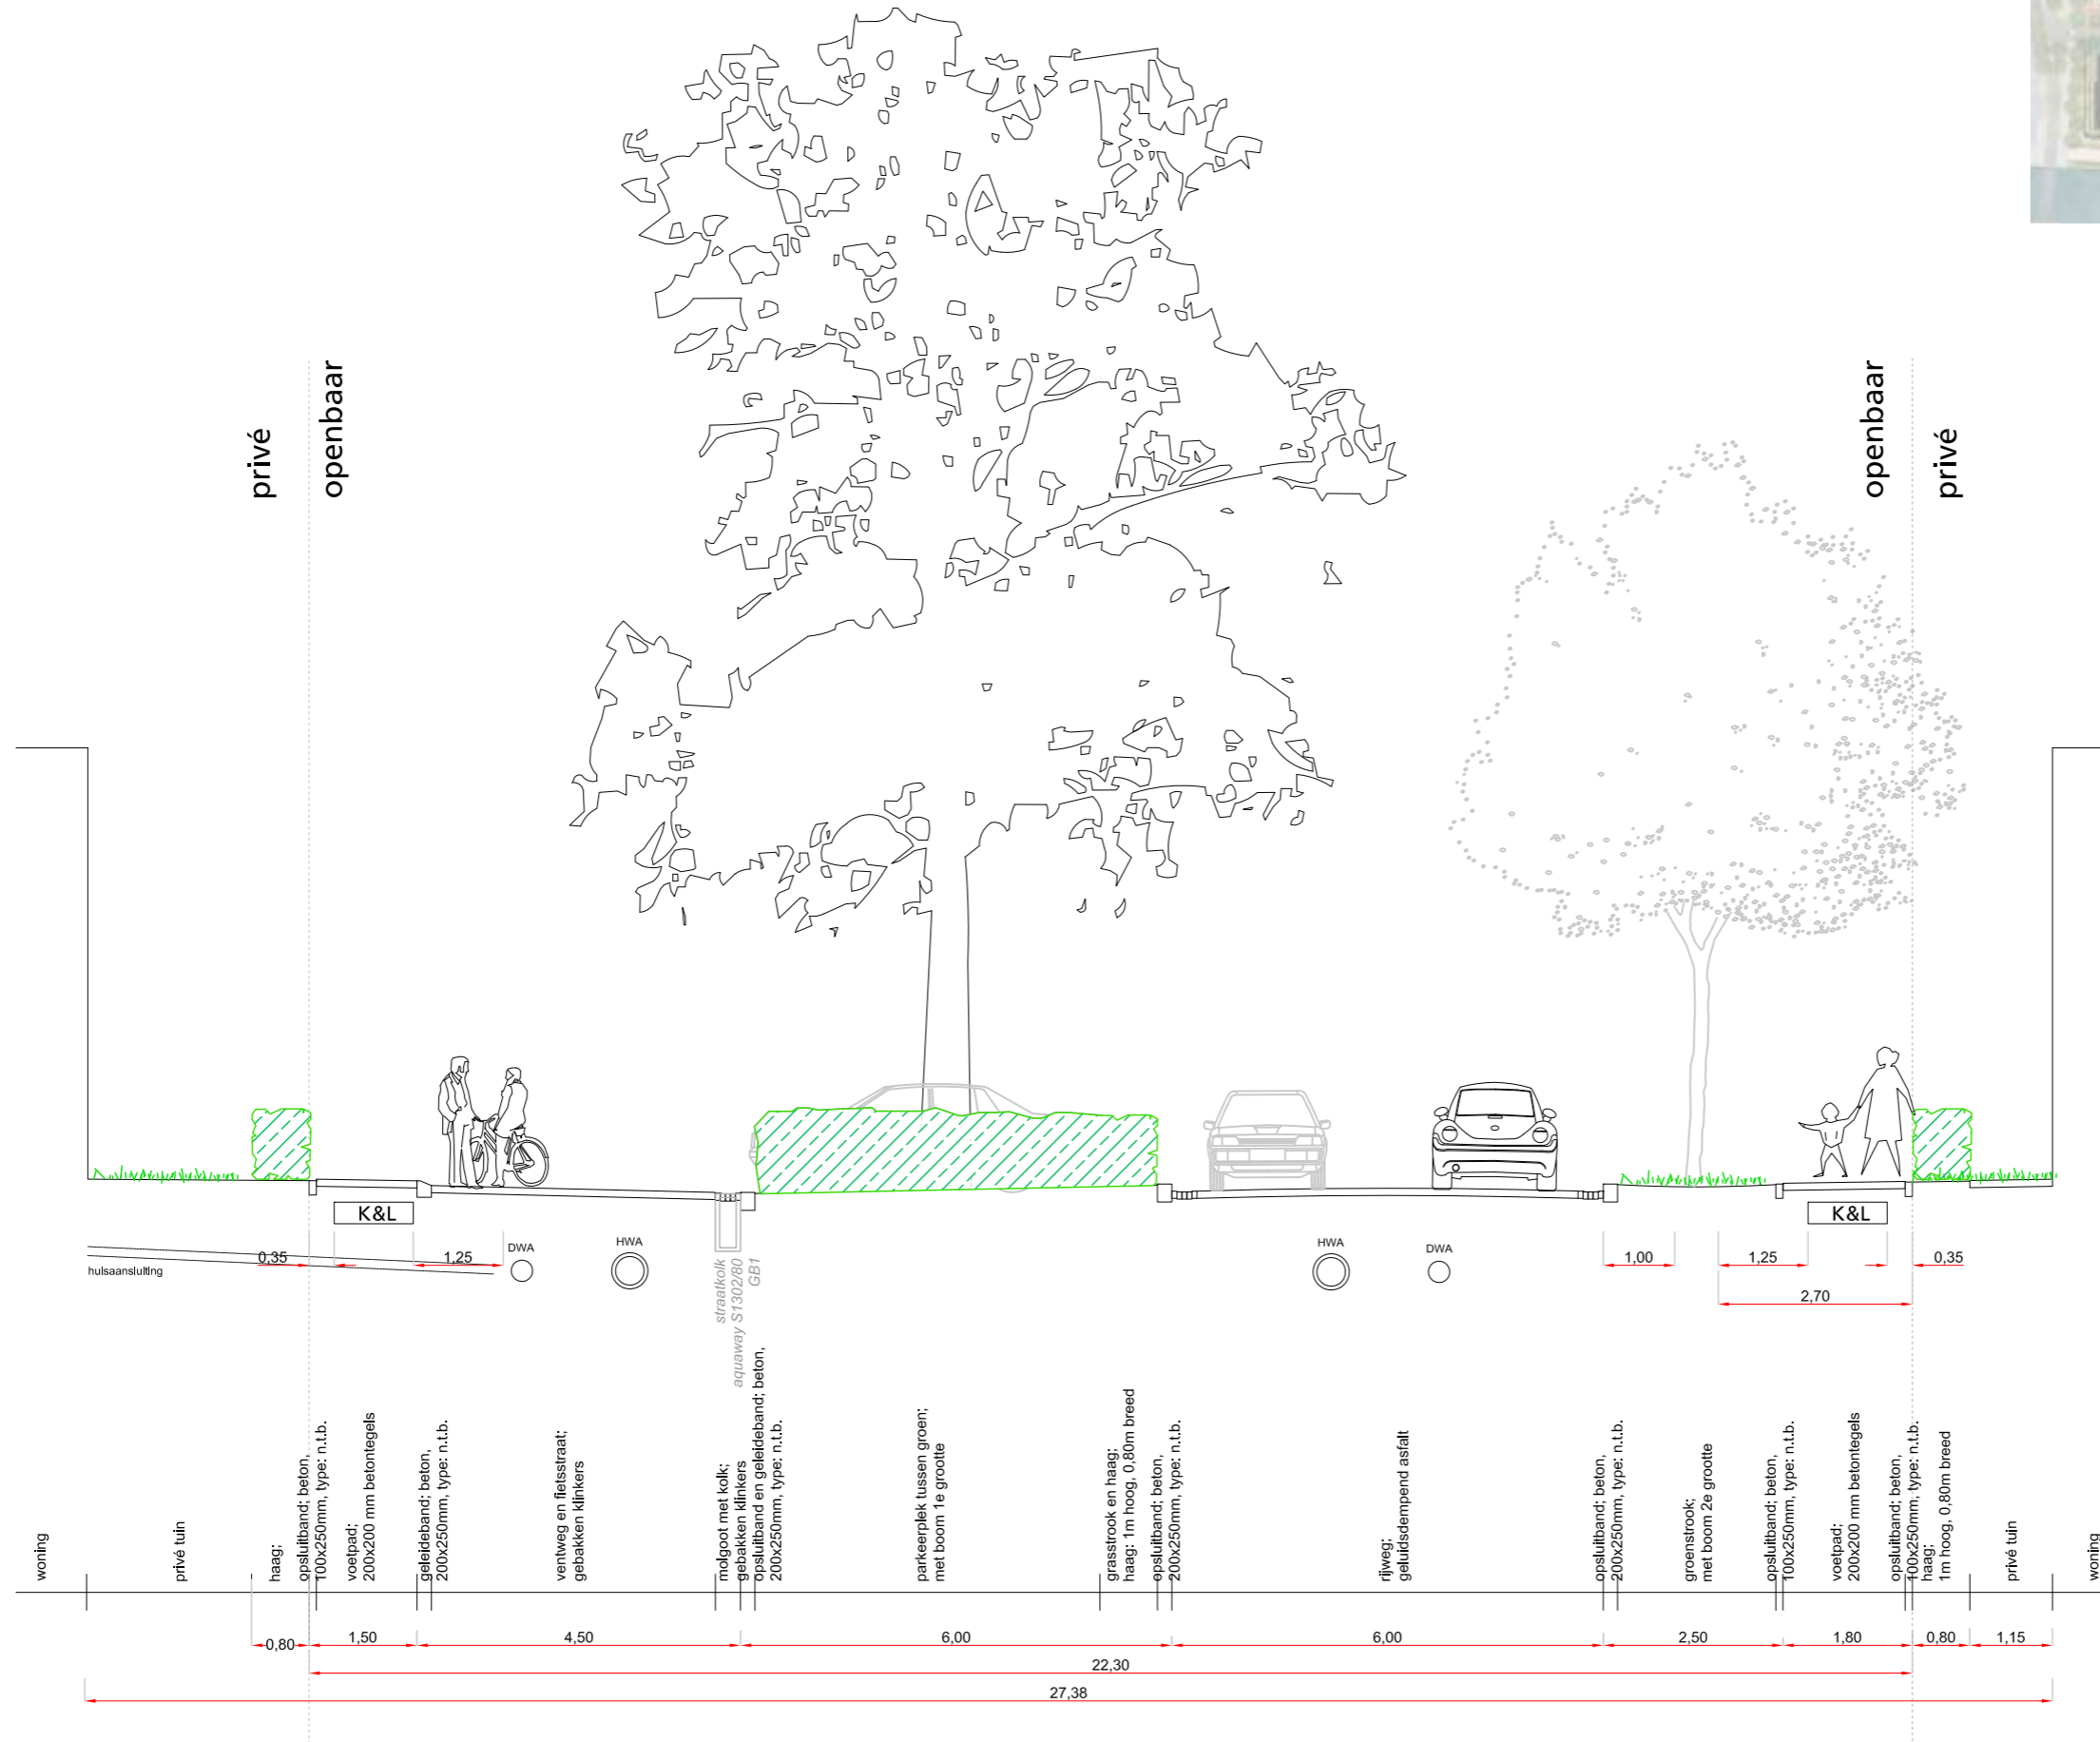 privé
openbaar
openbaar
privé
K&L
K&L
0,35
1,25
DWA
HWA
HWA
DWA
1,00
1,25
0,35
2,70
hulsaansluiting
straatkolk
aquaway S1302/80
GB1
woning
privé tuin
haag;
opsluitband; beton,
100x250mm, type: n.t.b.
voetpad;
200x200 mm betontegels
geleideband; beton,
200x250mm, type: n.t.b.
ventweg en fietsstraat;
gebakken klinkers
molgoot met kolk;
gebakken klinkers
opsluitband en geleideband; beton,
200x250mm, type: n.t.b.
parkeerplek tussen groen;
met boom 1e grootte
grasstrook en haag;
haag: 1m hoog, 0,80m breed
opsluitband; beton,
200x250mm, type: n.t.b.
rijweg;
geluidsdempend asfalt
opsluitband; beton,
200x250mm, type: n.t.b.
groenstrook;
met boom 2e grootte
opsluitband; beton,
100x250mm, type: n.t.b.
voetpad;
200x200 mm betontegels
opsluitband; beton,
100x250mm, type: n.t.b.
haag;
1m hoog, 0,80m breed
privé tuin
woning
0,80
1,50
4,50
6,00
6,00
2,50
1,80
0,80
1,15
22,30
27,38